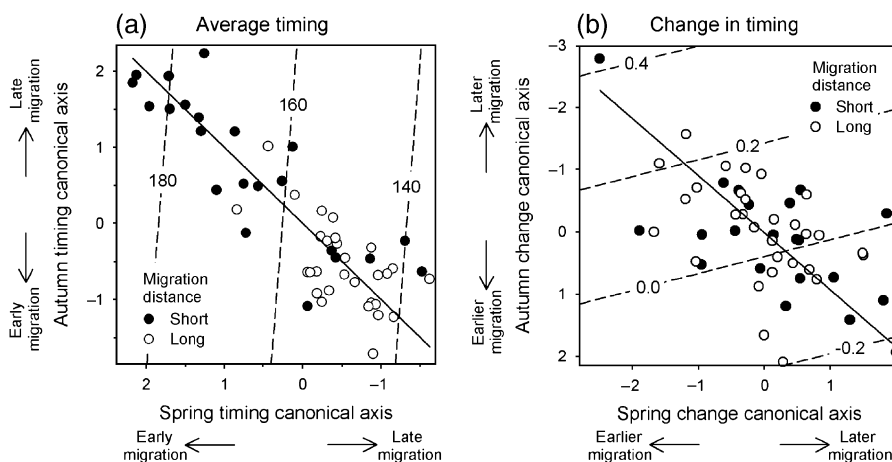 (a) Average timing
Late
migration
Autumn timing canonical axis
Early
migration
2
1
0
−1
180
160
140
Migration
distance
Short
Long
2
1
0
−1
Spring timing canonical axis
Early
migration
Late
migration
(b) Change in timing
Later
migration
Autumn change canonical axis
Earlier
migration
−3
−2
−1
0
1
2
0.4
0.2
0.0
-0.2
Migration
distance
Short
Long
−2
−1
0
1
Spring change canonical axis
Earlier
migration
Later
migration